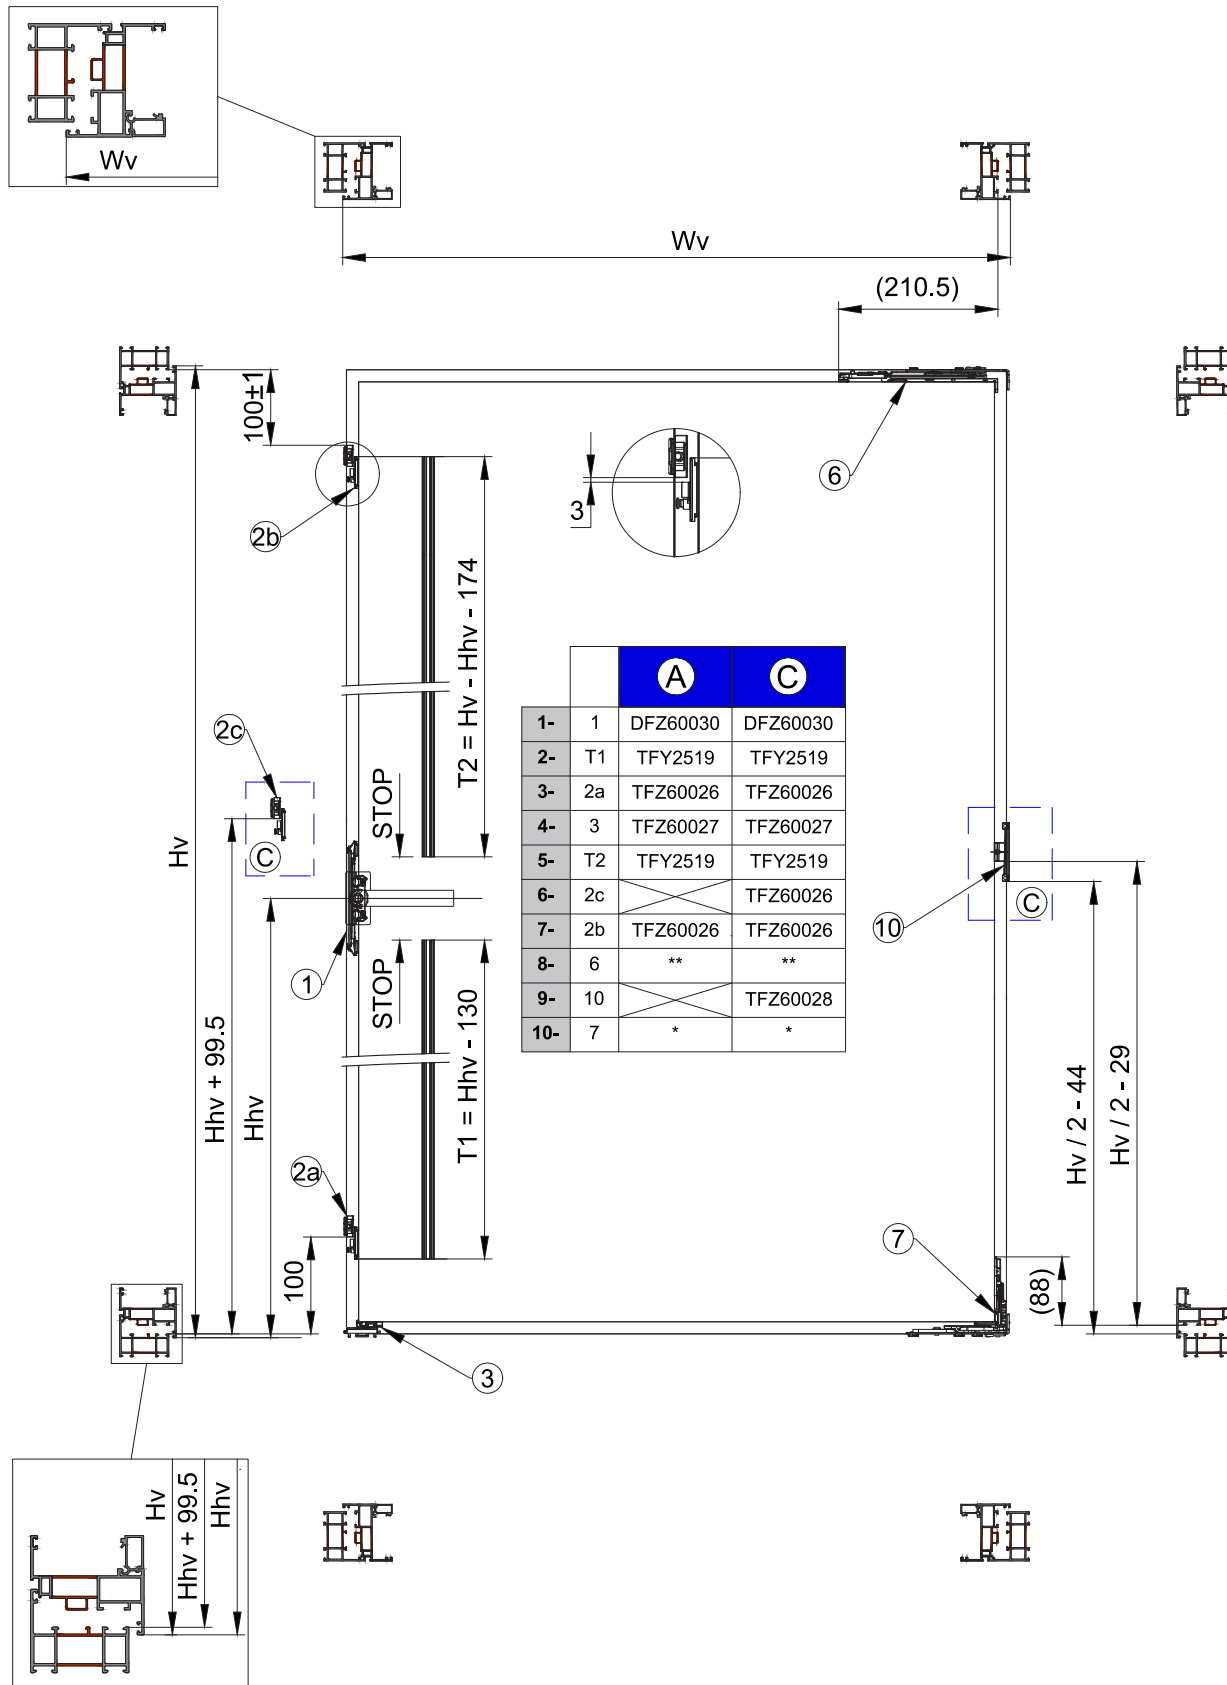 Wv
Wv
(210.5)
100±1
6
3
2b
T2 = Hv - Hhv - 174
A C
1- 1 DFZ60030 DFZ60030
2- T1 TFY2519 TFY2519
3- 2a TFZ60026 TFZ60026
4- 3 TFZ60027 TFZ60027
5- T2 TFY2519 TFY2519
6- 2c TFZ60026
7- 2b TFZ60026 TFZ60026
8- 6 ** **
9- 10 TFZ60028
10- 7 * *
2c
STOP
Hv
C
C
10
1
STOP
Hhv + 99.5
Hhv
T1 = Hhv - 130
Hv / 2 - 44
Hv / 2 - 29
2a
7
100
(88)
3
Hv
Hhv + 99.5
Hhv